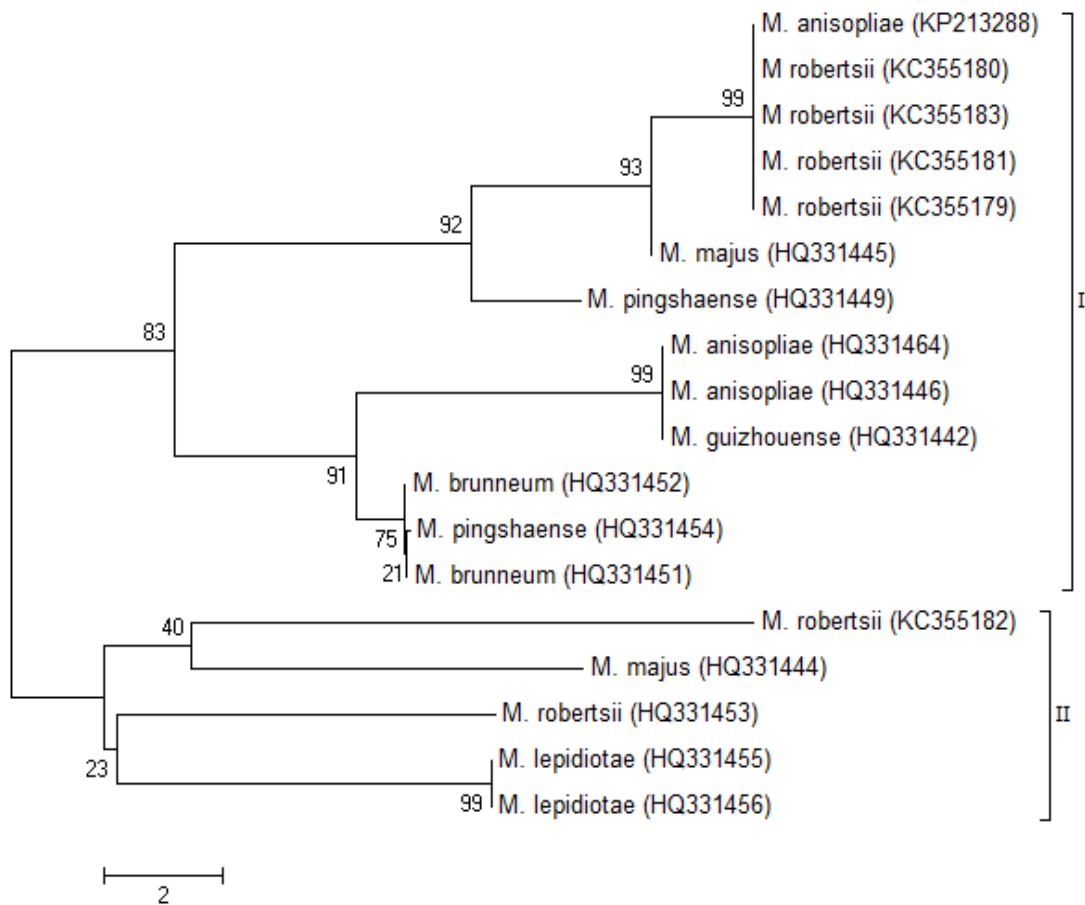 M. anisopliae (KP213288)
M robertsii (KC355180)
99
M robertsii (KC355183)
M. robertsii (KC355181)
93
M. robertsii (KC355179)
92
M. majus (HQ331445)
M. pingshaense (HQ331449)
I
83
M. anisopliae (HQ331464)
99
M. anisopliae (HQ331446)
M. guizhouense (HQ331442)
91
M. brunneum (HQ331452)
M. pingshaense (HQ331454)
75
21
M. brunneum (HQ331451)
40
M. robertsii (KC355182)
M. majus (HQ331444)
M. robertsii (HQ331453)
II
23
M. lepidiotae (HQ331455)
99
M. lepidiotae (HQ331456)
2